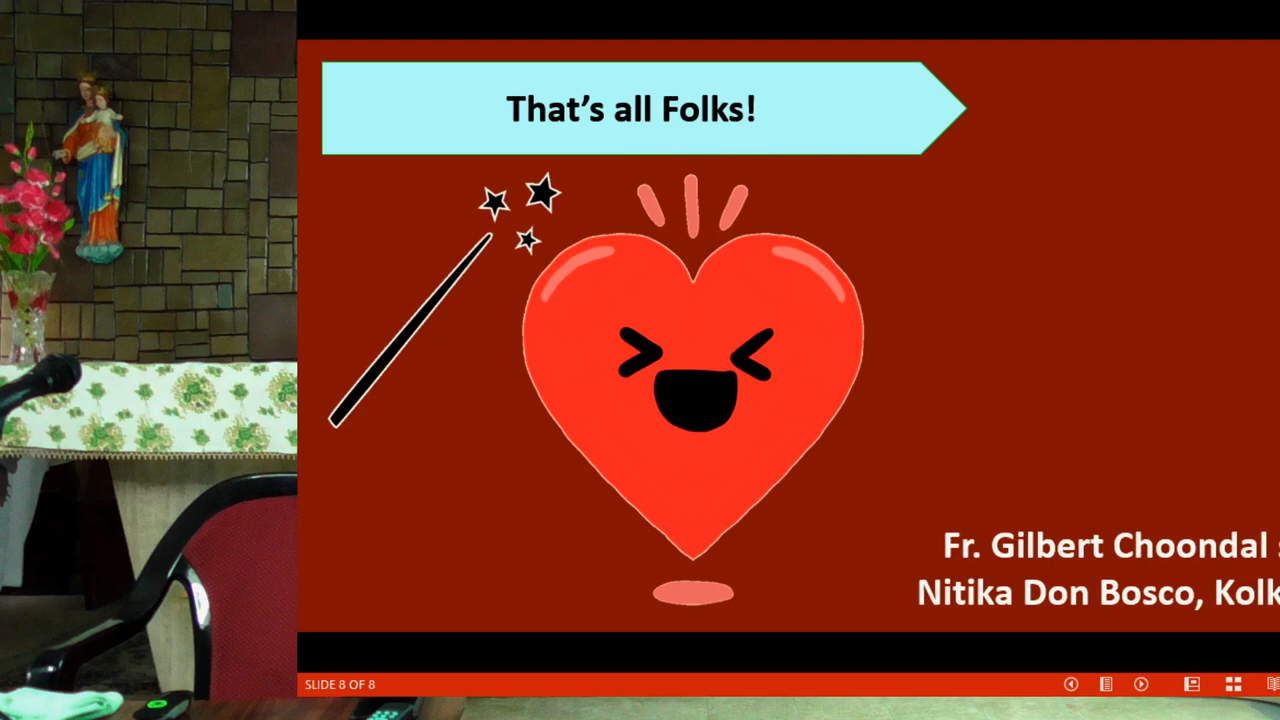 That's all Folks!
Fr. Gilbert Choondal
Nitika Don Bosco,
SLIDE 8 OF 8